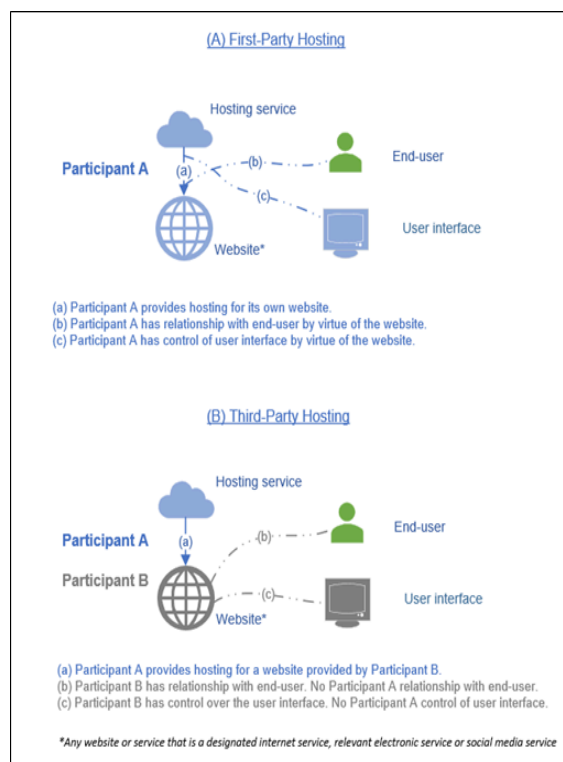 (A) First-Party Hosting
Hosting service
Participant A
(a)
(b)
End-user
(c)
User interface
Website*
(a) Participant A provides hosting for its own website.
(b) Participant A has relationship with end-user by virtue of the website.
(c) Participant A has control of user interface by virtue of the website.
(B) Third-Party Hosting
Hosting service
Participant A
(a)
(b)
End-user
Participant B
(c)
User interface
Website*
(a) Participant A provides hosting for a website provided by Participant B.
(b) Participant B has relationship with end-user. No Participant A relationship with end-user.
(c) Participant B has control over the user interface. No Participant A control of user interface.
*Any website or service that is a designated internet service, relevant electronic service or social media service